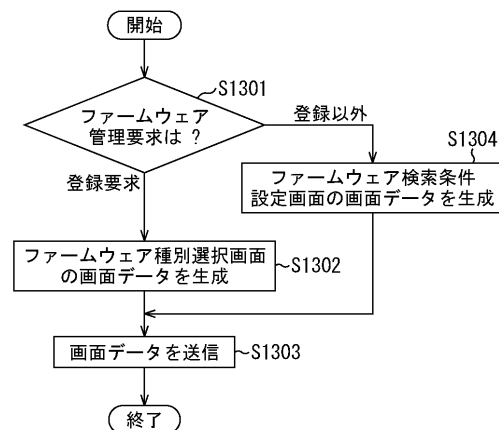 開始
S1301
ファームウェア
管理要求は ?
登録以外
登録要求
S1304
ファームウェア検索条件
設定画面の画面データを生成
ファームウェア種別選択画面
の画面データを生成
S1302
画面データを送信
S1303
終了